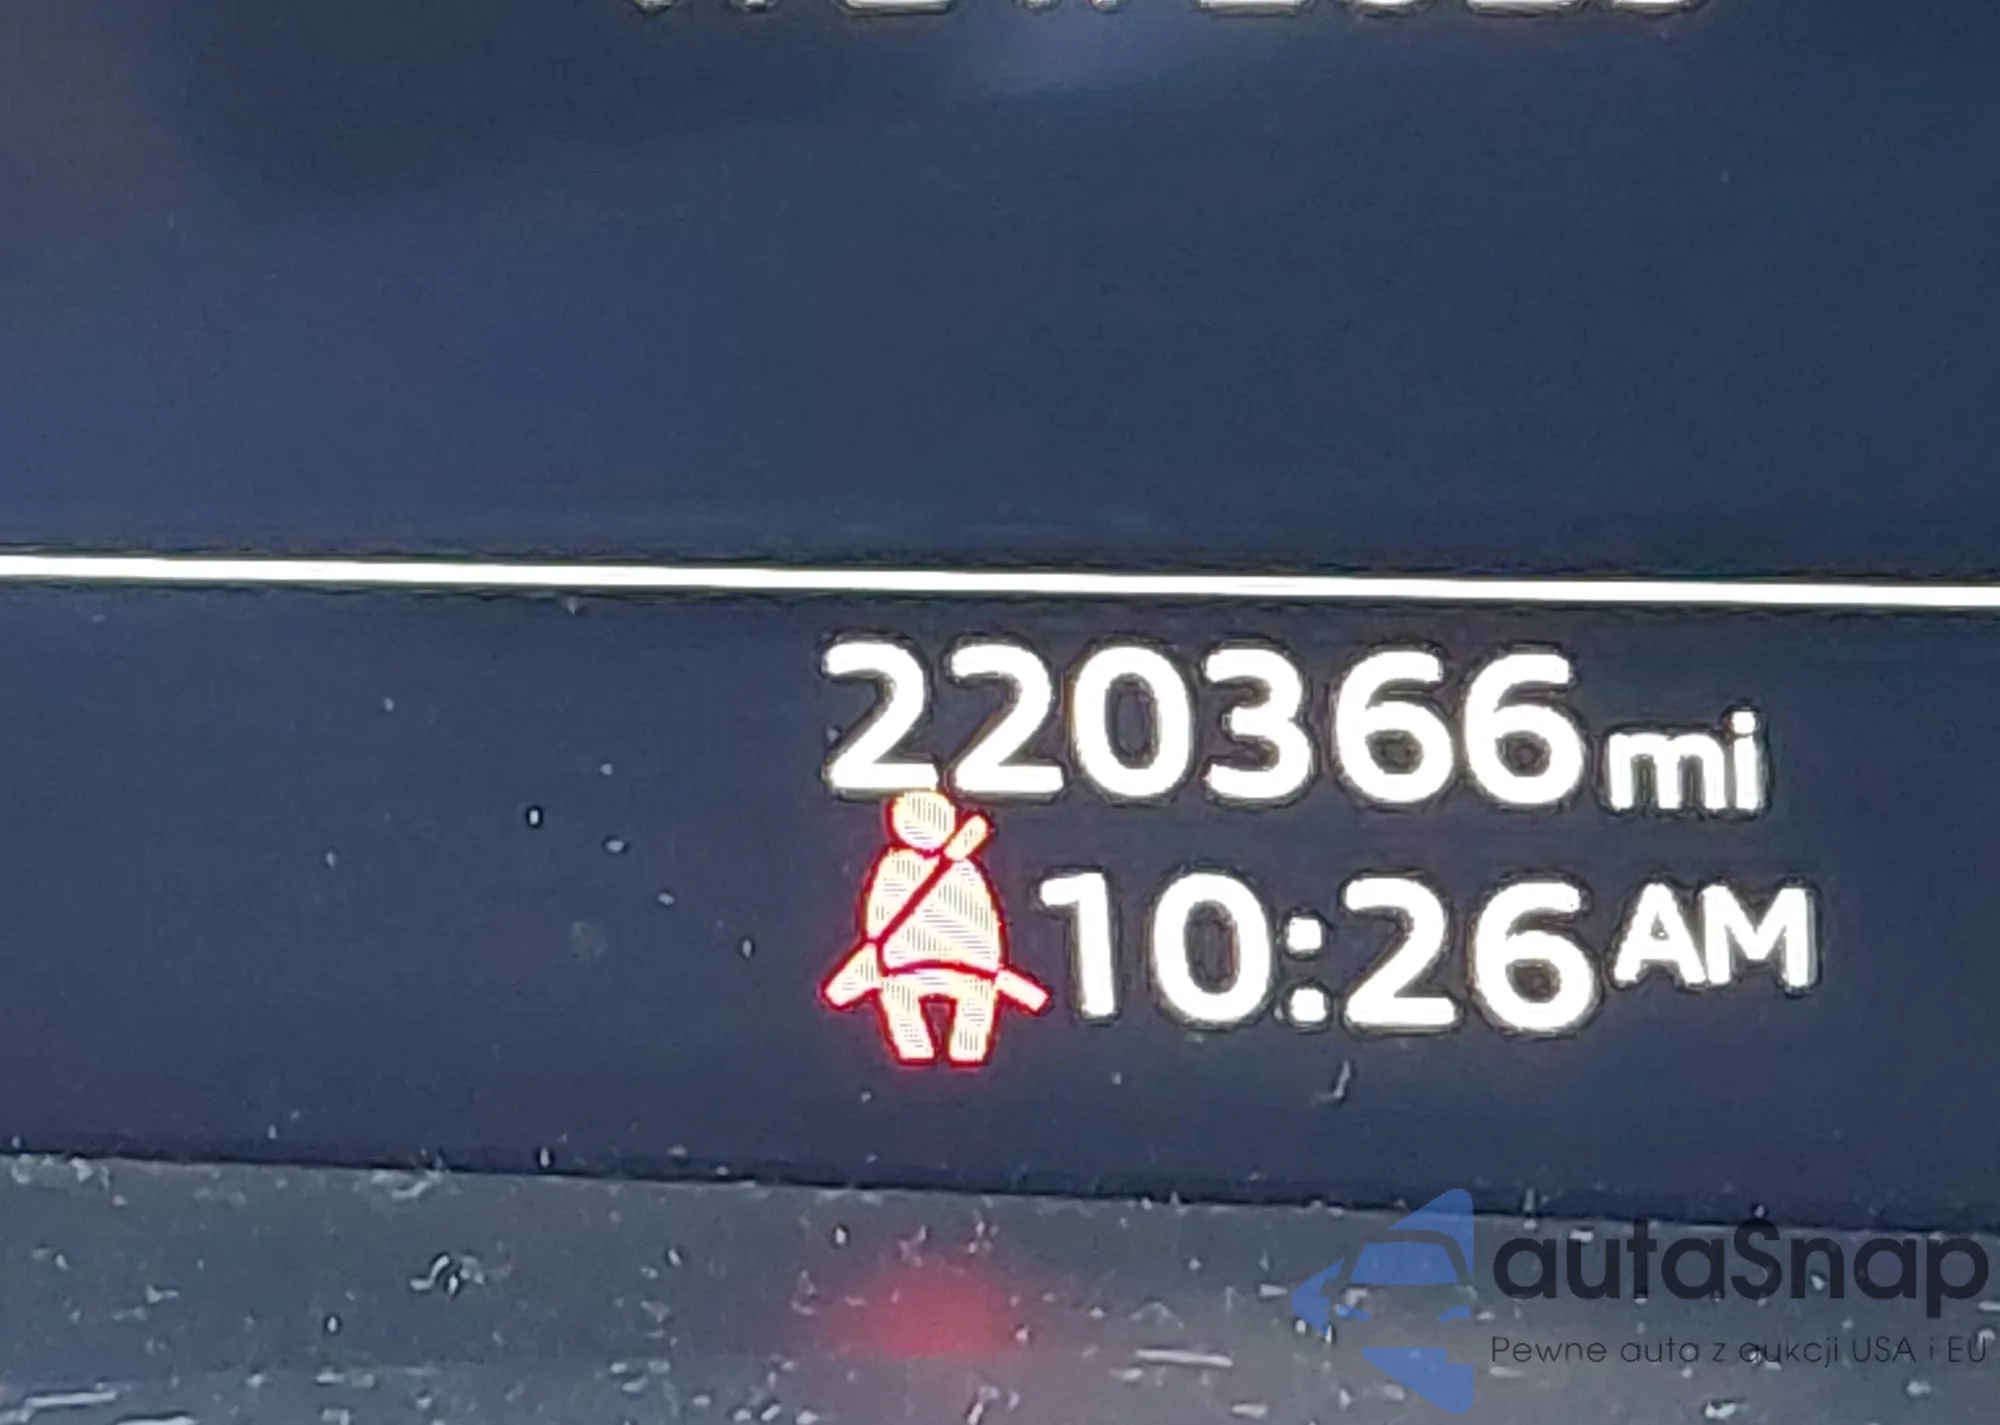 220366mi
10:26AM
autaSnap
Pewne auta z aukcji USA i EU